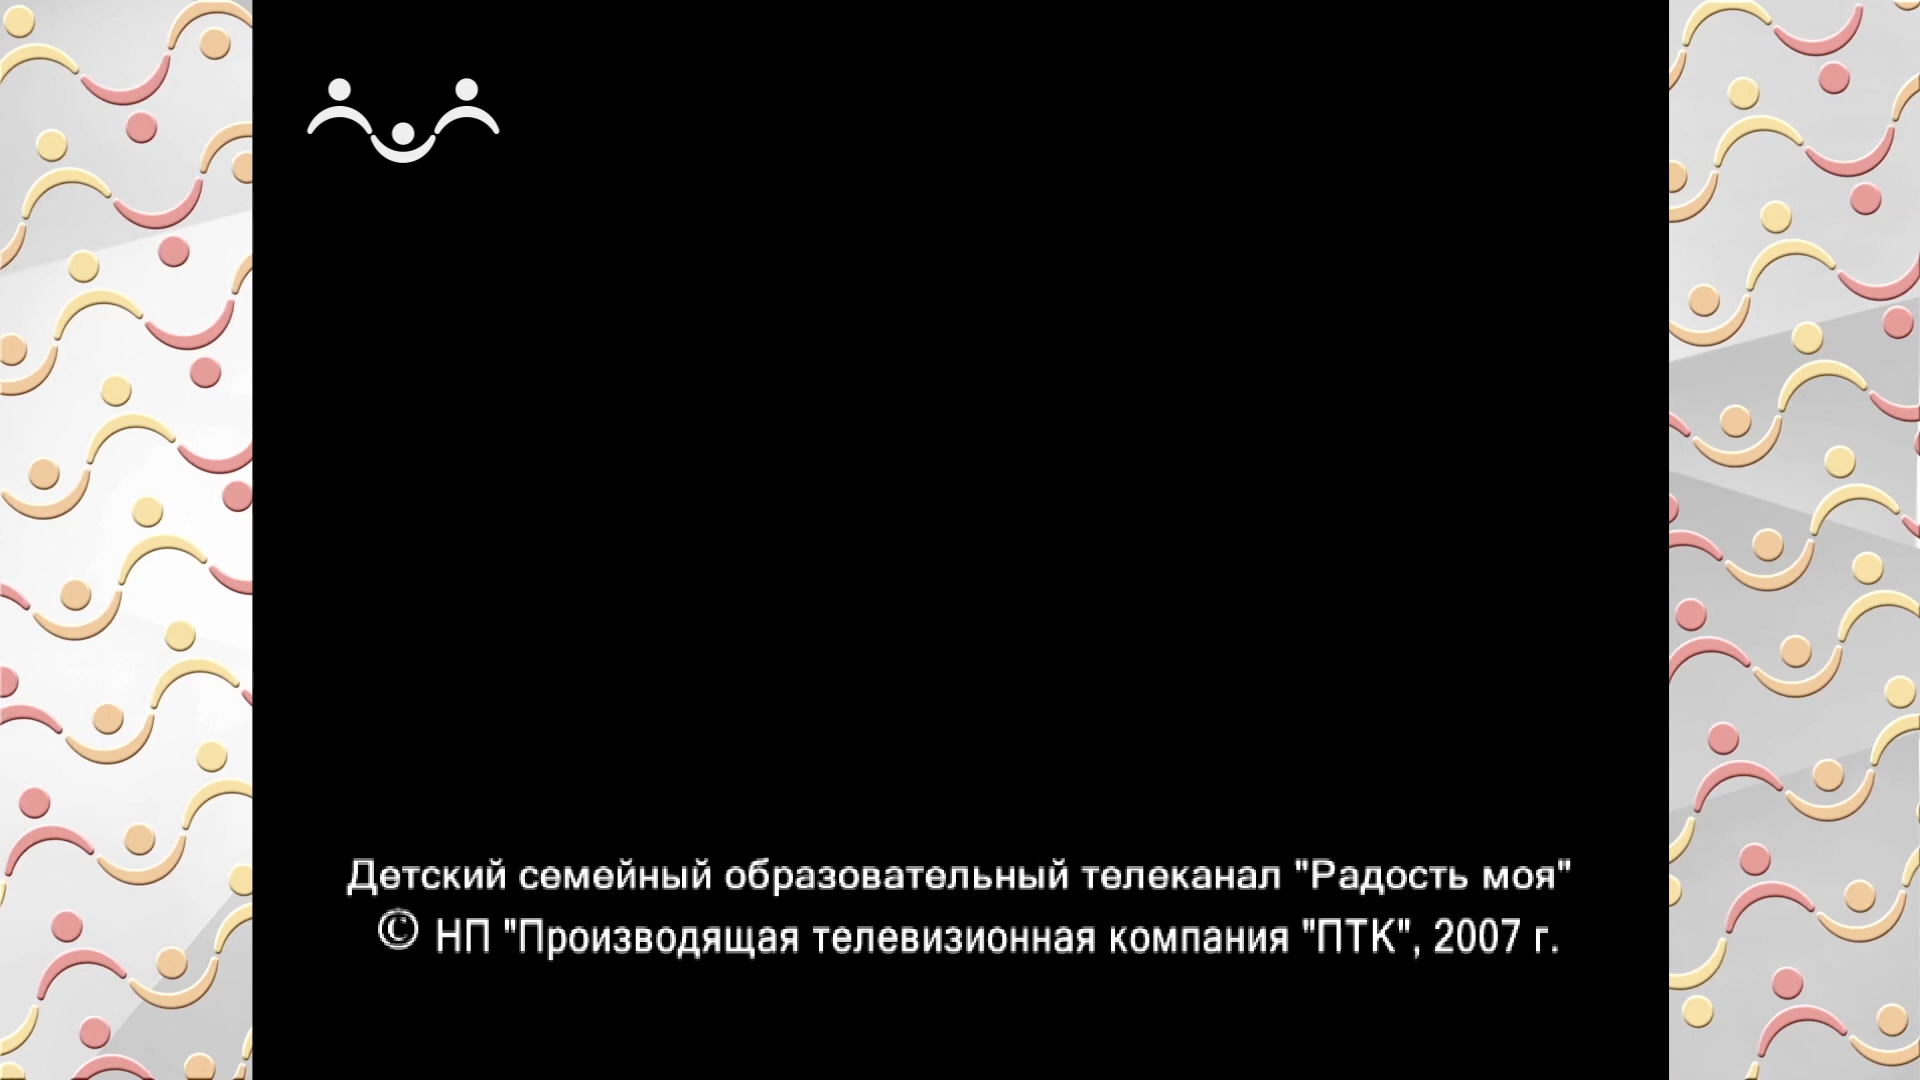 Детский семейный образовательный телеканал "Радость моя"
© НП "Производящая телевизионная компания "ПТК", 2007 г.